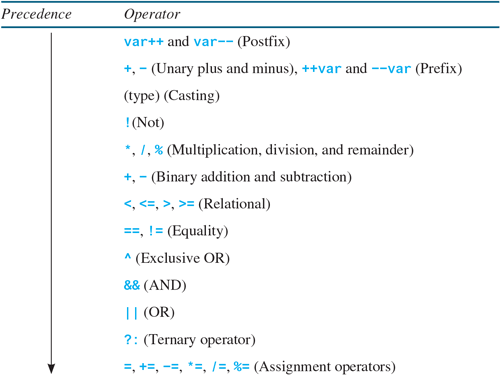 Precedence Operator
var++ and var-- (Postfix)
+, - (Unary plus and minus), ++var and --var (Prefix)
(type) (Casting)
!(Not)
*, /, % (Multiplication, division, and remainder)
+, - (Binary addition and subtraction)
<, <=, >, >= (Relational)
==, != (Equality)
^ (Exclusive OR)
&& (AND)
|| (OR)
?: (Ternary operator)
=, +=, -=, *=, /=, %= (Assignment operators)